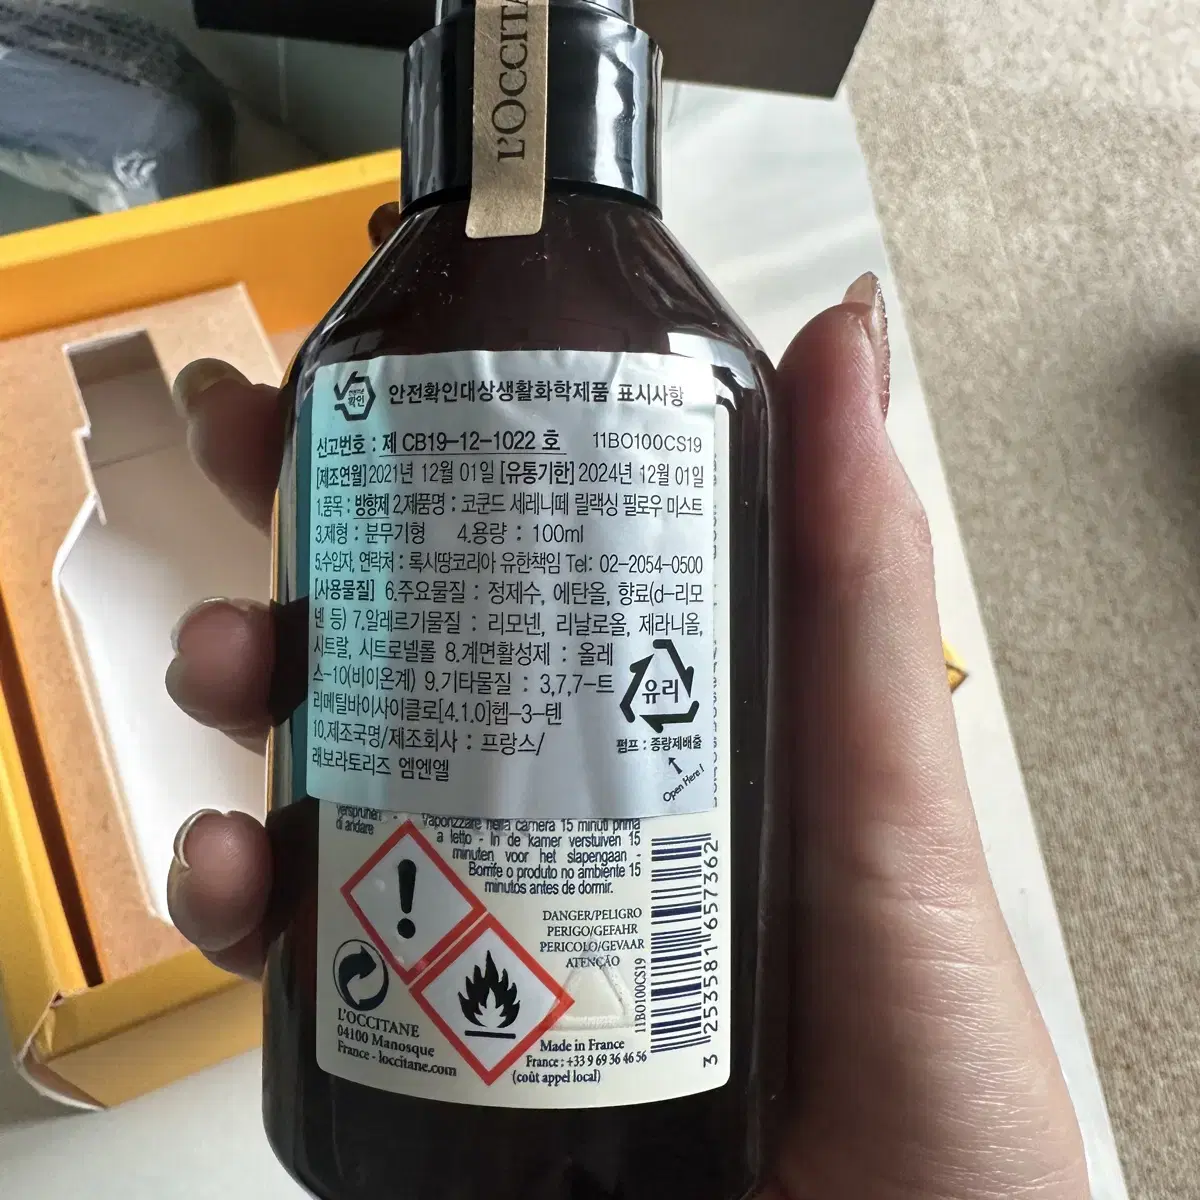 L'OCCITA
확인
안전확인대상생활화학제품 표시사항
신고번호 : 제 CB19-12-1022 호 11BO100CS19
[제조연월] 2021년 12월 01일 [유통기한] 2024년 12월 01일
1.품목 : 방향제 2.제품명 : 코쿤드 세레니떼 릴랙싱 필로우 미스트
3.제형 : 분무기형 4.용량 : 100ml
5.수입자, 연락처 : 록시땅코리아 유한책임 Tel: 02-2054-0500
[사용물질] 6.주요물질 : 정제수, 에탄올, 향료(d-리모
넨 등) 7.알레르기물질 : 리모넨, 리날로올, 제라니올,
시트랄, 시트로넬롤 8.계면활성제 : 올레
스-10(비이온계) 9.기타물질 : 3,7,7-트
리메틸바이사이클로[4.1.0]헵-3-텐
10.제조국명/제조회사 : 프랑스/
래보라토리즈 엠엔엘
유리
펌프 : 종량제배출
Open Here!
versprühen
di andare
Vaporizzare nella camera 15 minuti prima
a letto - In de kamer verstuiven 15
minuten voor het slapengaan -
Borrife o produto no ambiente 15
minutos antes de dormir.
DANGER/PELIGRO
PERIGO/GEFAHR
PERICOLO/GEVAAR
ATENÇÃO
11BO100CS19
3 253581 657362
L'OCCITANE
04100 Manosque
France - loccitane.com
Made in France
France : +33 9 69 36 46 56
(coût appel local)